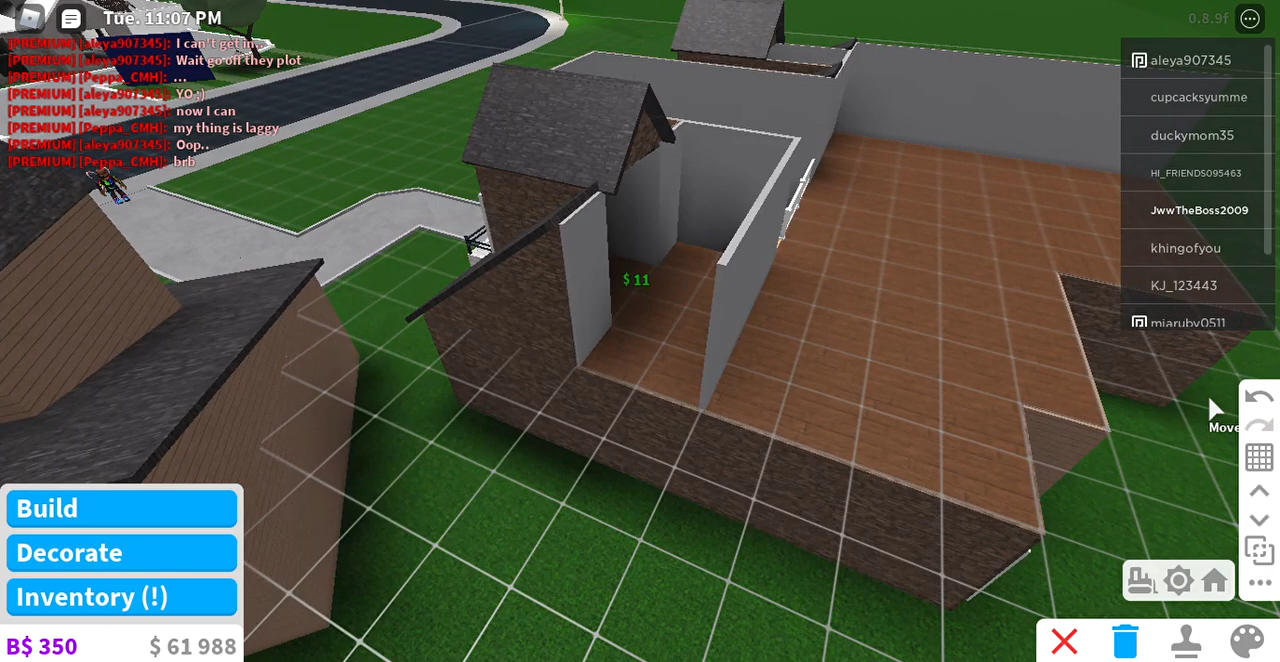 Tue. 11:07 PM
0.8.9f
[PREMIUM] [aleya907345]: I can't get in..
[PREMIUM] [aleya907345]: Wait go off they plot
[PREMIUM] [Peppa_CMH]: ...
[PREMIUM] [aleya907345]: YO ;)
[PREMIUM] [aleya907345]: now I can
[PREMIUM] [Peppa_CMH]: my thing is laggy
[PREMIUM] [aleya907345]: Oop..
[PREMIUM] [Peppa_CMH]: brb
aleya907345
cupcacksyumme
duckymom35
HI_FRIENDS095463
JwwTheBoss2009
khingofyou
KJ_123443
miaruby0511
$ 11
Move
Build
Decorate
Inventory (!)
B$ 350
$ 61 988